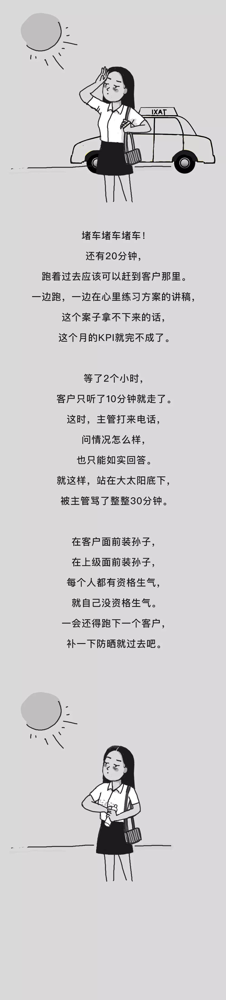 IXAT
堵车堵车堵车！
还有20分钟，
跑着过去应该可以赶到客户那里。
一边跑，一边在心里练习方案的讲稿，
这个案子拿不下来的话，
这个月的KPI就完不成了。
等了2个小时，
客户只听了10分钟就走了。
这时，主管打来电话，
问情况怎么样，
也只能如实回答。
就这样，站在大太阳底下，
被主管骂了整整30分钟。
在客户面前装孙子，
在上级面前装孙子，
每个人都有资格生气，
就自己没资格生气。
一会还得跑下一个客户，
补一下防晒就过去吧。